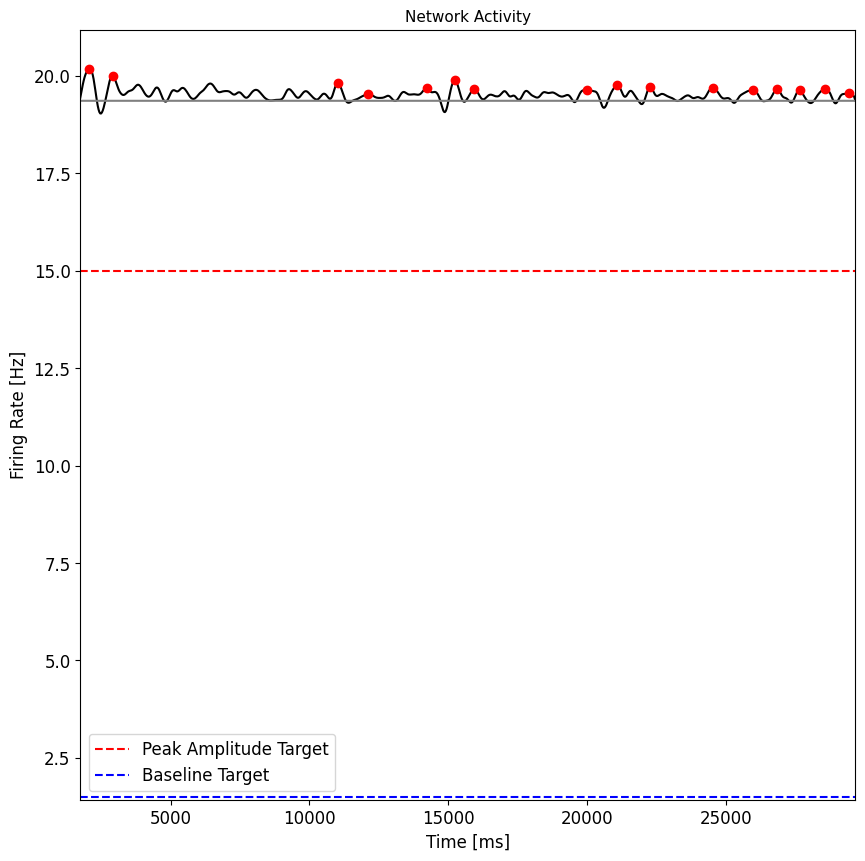 Network Activity
20.0
17.5
15.0
12.5
10.0
7.5
5.0
2.5
Firing Rate [Hz]
Peak Amplitude Target
Baseline Target
5000 10000 15000 20000 25000
Time [ms]